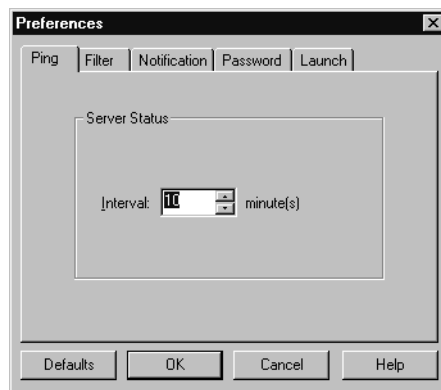 Preferences
Ping Filter Notification Password Launch
Server Status
Interval: 10 minute(s)
Defaults OK Cancel Help